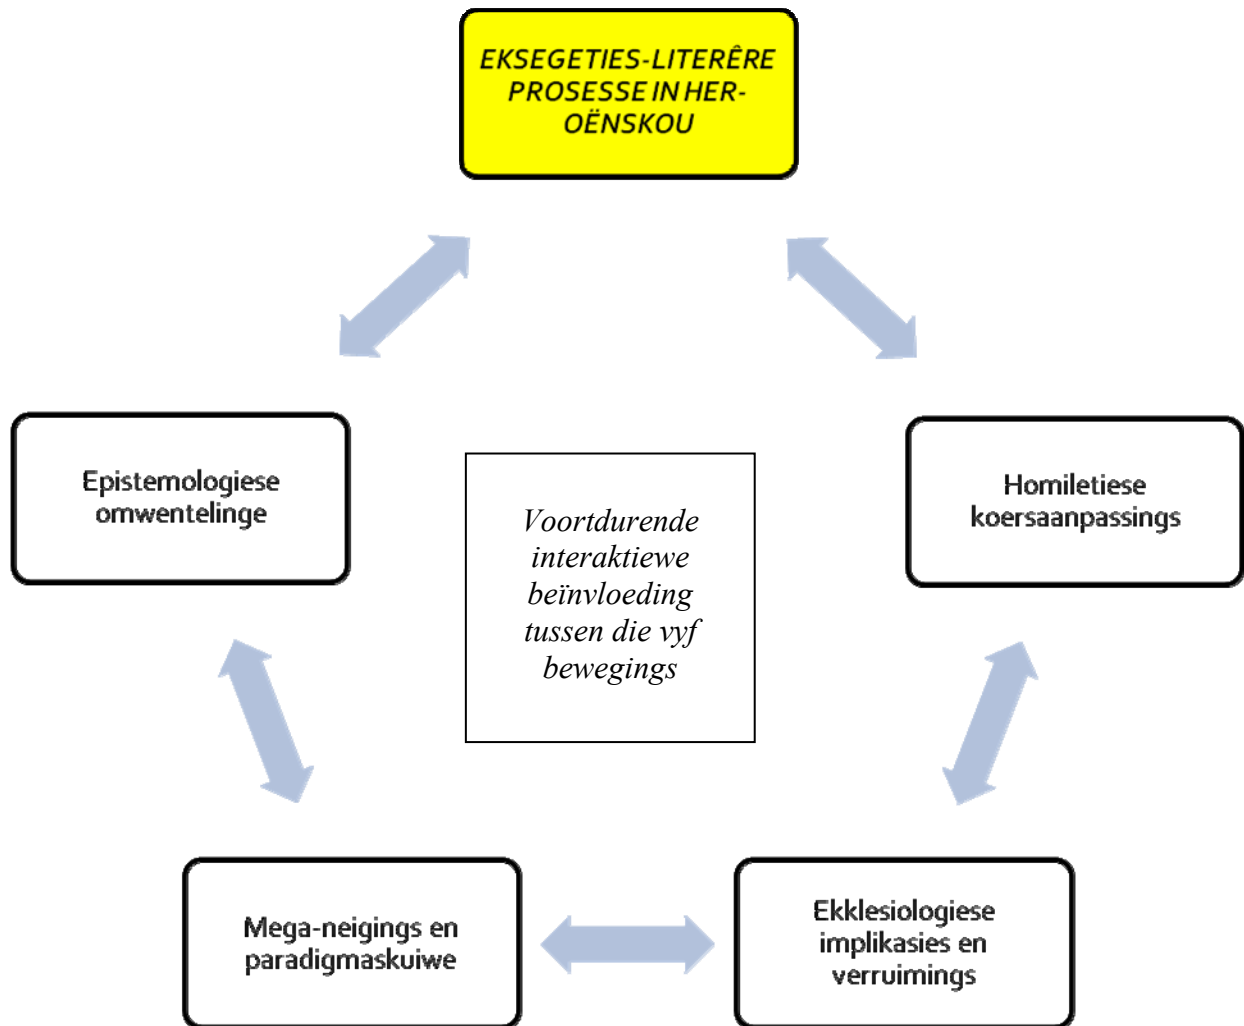 EKSEGETIES-LITERÊRE
PROSESSE IN HER-
OËNSKOU
Epistemologiese
omwentelinge
Homiletiese
koersaanpassings
Voortdurende
interaktiewe
beïnvloeding
tussen die vyf
bewegings
Mega-neigings en
paradigmaskuiwe
Ekklesiologiese
implikasies en
verruimings